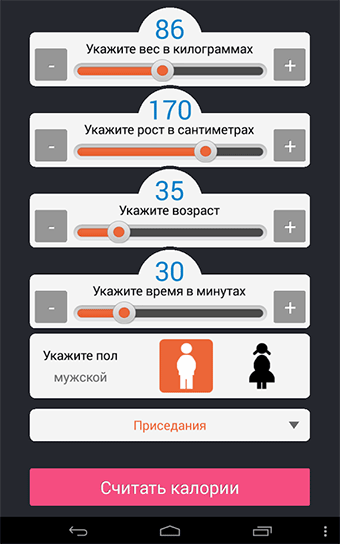 86
Укажите вес в килограммах
- +
170
Укажите рост в сантиметрах
- +
35
Укажите возраст
- +
30
Укажите время в минутах
- +
Укажите пол
мужской
Приседания
Считать калории